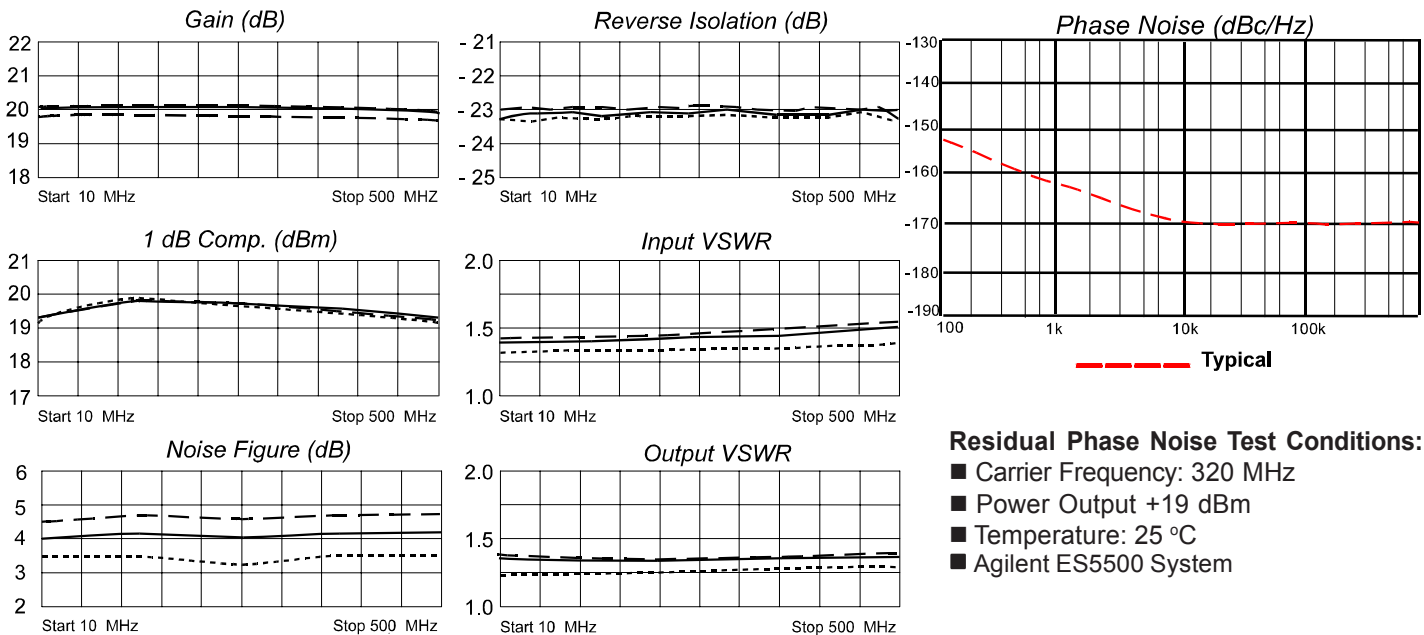 Gain (dB)
22
21
20
19
18
Start 10 MHz Stop 500 MHZ
Reverse Isolation (dB)
- 21
- 22
- 23
- 24
- 25
Start 10 MHz Stop 500 MHz
Phase Noise (dBc/Hz)
-130
-140
-150
-160
-170
-180
-190
100 1k 10k 100k
Typical
1 dB Comp. (dBm)
21
20
19
18
17
Start 10 MHz Stop 500 MHz
Input VSWR
2.0
1.5
1.0
Start 10 MHz Stop 500 MHz
Noise Figure (dB)
6
5
4
3
2
Start 10 MHz Stop 500 MHz
Output VSWR
2.0
1.5
1.0
Start 10 MHz Stop 500 MHz
Residual Phase Noise Test Conditions:
■ Carrier Frequency: 320 MHz
■ Power Output +19 dBm
■ Temperature: 25 ºC
■ Agilent ES5500 System